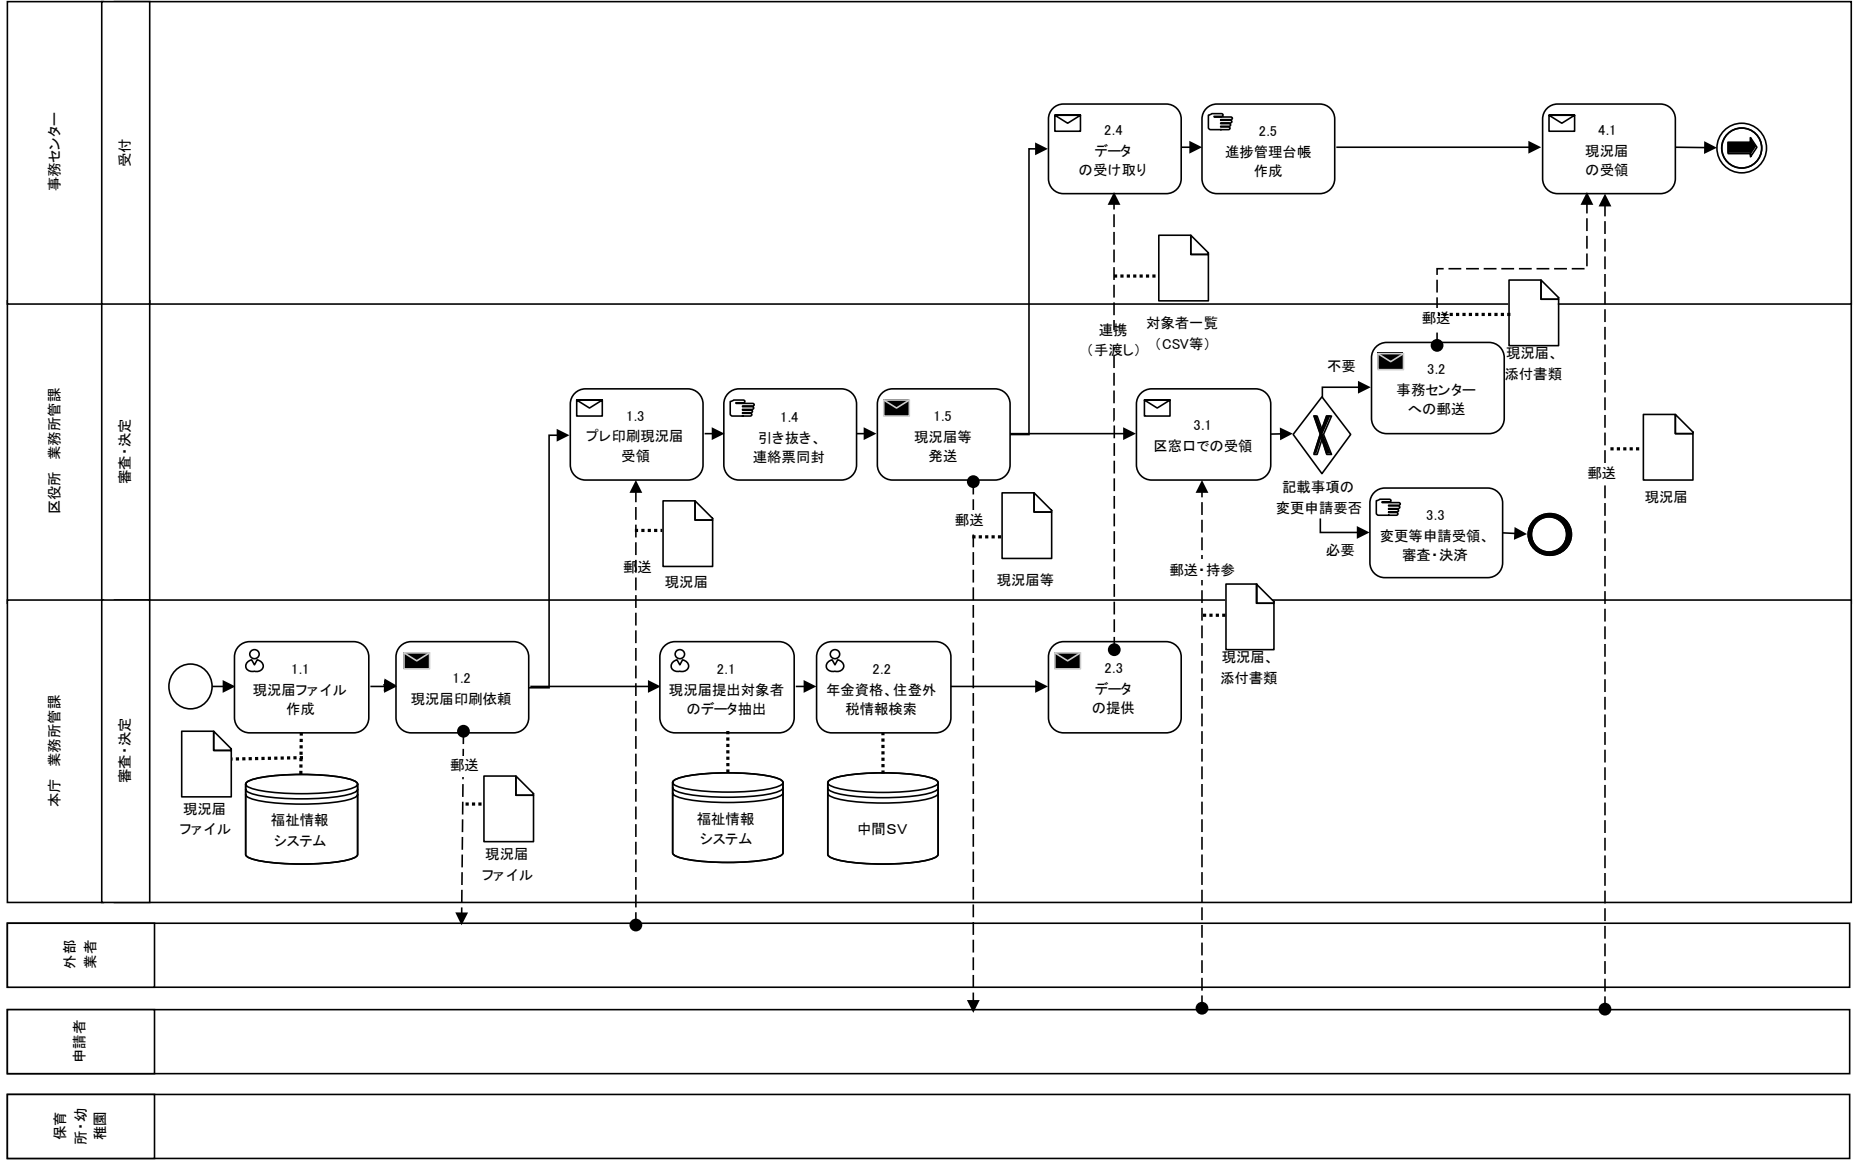 事務センター
受付
2.4
データ
の受け取り
2.5
進捗管理台帳
作成
4.1
現況届
の受領
対象者一覧
（CSV等）
連携
（手渡し）
区役所　業務所管課
審査・決定
1.3
プレ印刷現況届
受領
1.4
引き抜き、
連絡票同封
1.5
現況届等
発送
3.1
区窓口での受領
記載事項の
変更申請要否
不要
必要
3.2
事務センター
への郵送
郵送
現況届、
添付書類
3.3
変更等申請受領、
審査・決済
郵送
現況届
郵送
現況届
郵送
現況届等
郵送・持参
現況届、
添付書類
本庁　業務所管課
審査・決定
1.1
現況届ファイル
作成
1.2
現況届印刷依頼
2.1
現況届提出対象者
のデータ抽出
2.2
年金資格、住登外
税情報検索
2.3
データ
の提供
現況届
ファイル
福祉情報
システム
郵送
現況届
ファイル
福祉情報
システム
中間SV
外部
業者
申請者
保育
所・幼
稚園